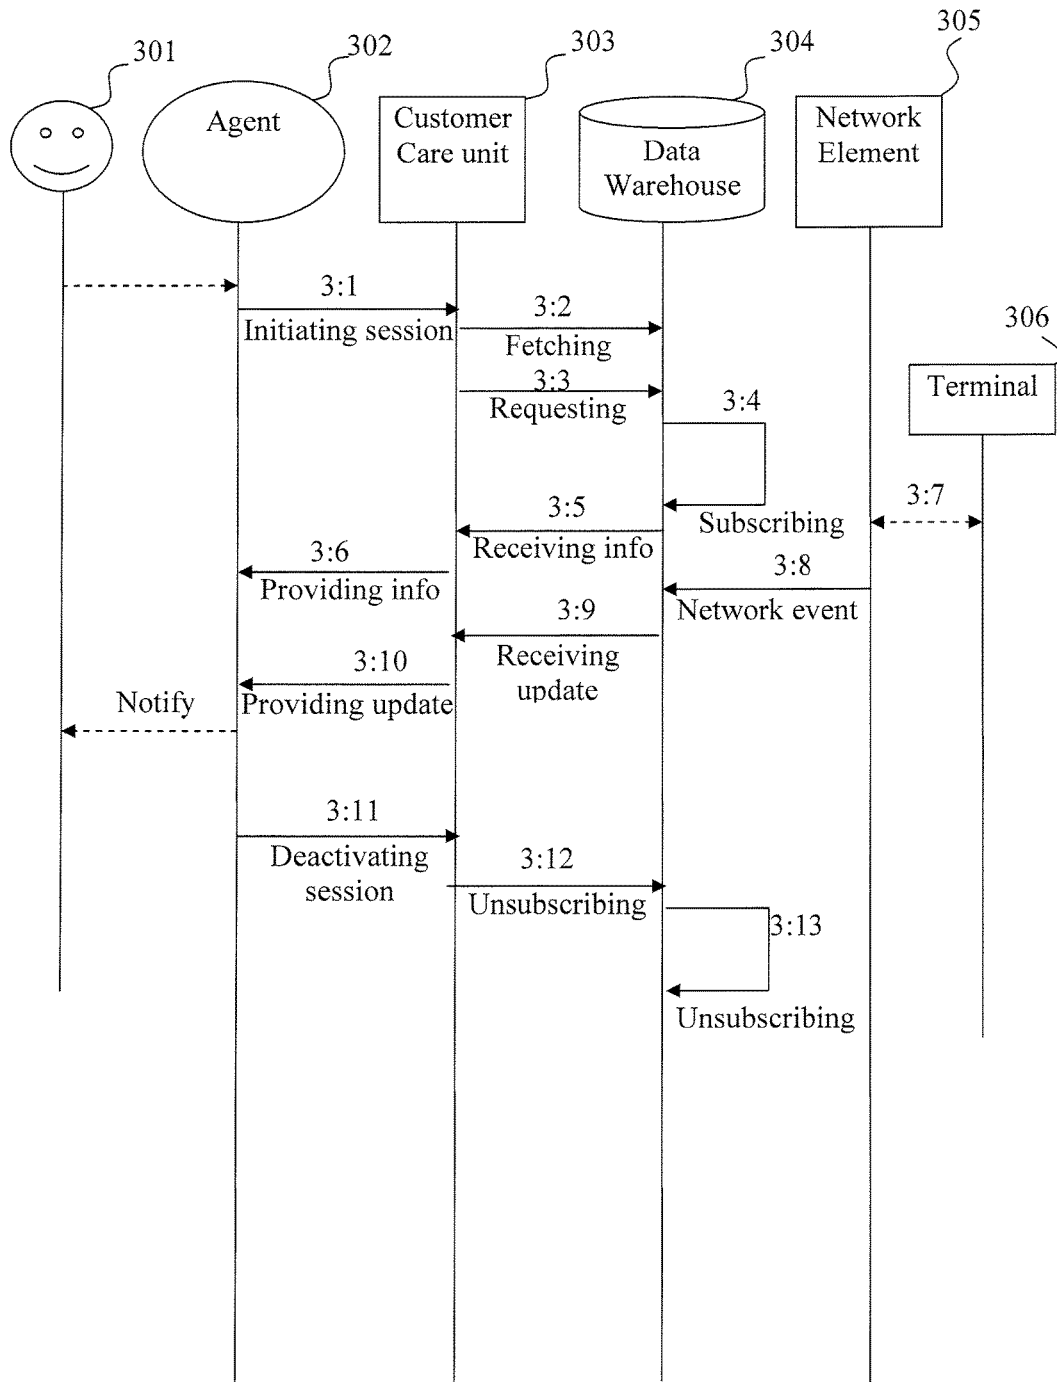 301
302
303
304
305
Agent
Customer
Care unit
Data
Warehouse
Network
Element
3:1
Initiating session
3:2
Fetching
306
Terminal
3:3
Requesting
3:4
Subscribing
3:5
Receiving info
3:7
3:6
Providing info
3:8
Network event
3:9
Receiving
update
3:10
Providing update
Notify
3:11
Deactivating
session
3:12
Unsubscribing
3:13
Unsubscribing